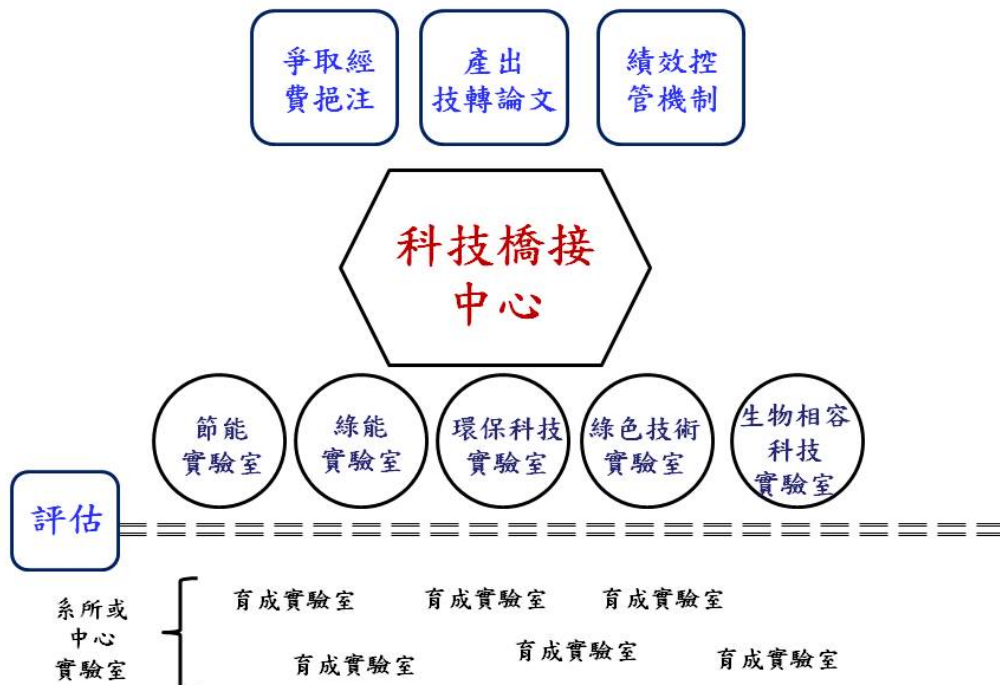 爭取經
費挹注
產出
技轉論文
績效控
管機制
科技橋接
中心
節能
實驗室
綠能
實驗室
環保科技
實驗室
綠色技術
實驗室
生物相容
科技
實驗室
評估
系所或
中心
實驗室
育成實驗室
育成實驗室
育成實驗室
育成實驗室
育成實驗室
育成實驗室